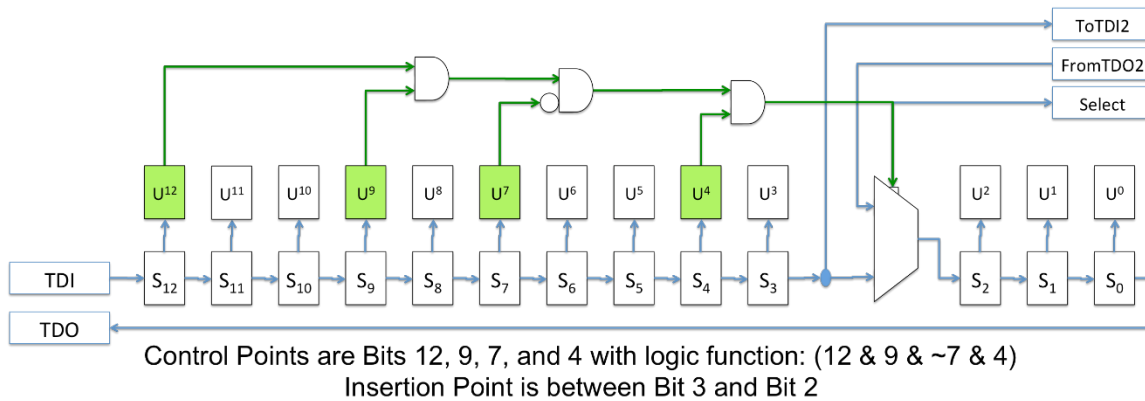 ToTDI2
FromTDO2
Select
U¹² U¹¹ U¹⁰ U⁹ U⁸ U⁷ U⁶ U⁵ U⁴ U³ U² U¹ U⁰
TDI S₁₂ S₁₁ S₁₀ S₉ S₈ S₇ S₆ S₅ S₄ S₃ S₂ S₁ S₀
TDO
Control Points are Bits 12, 9, 7, and 4 with logic function: (12 & 9 & ~7 & 4)
Insertion Point is between Bit 3 and Bit 2